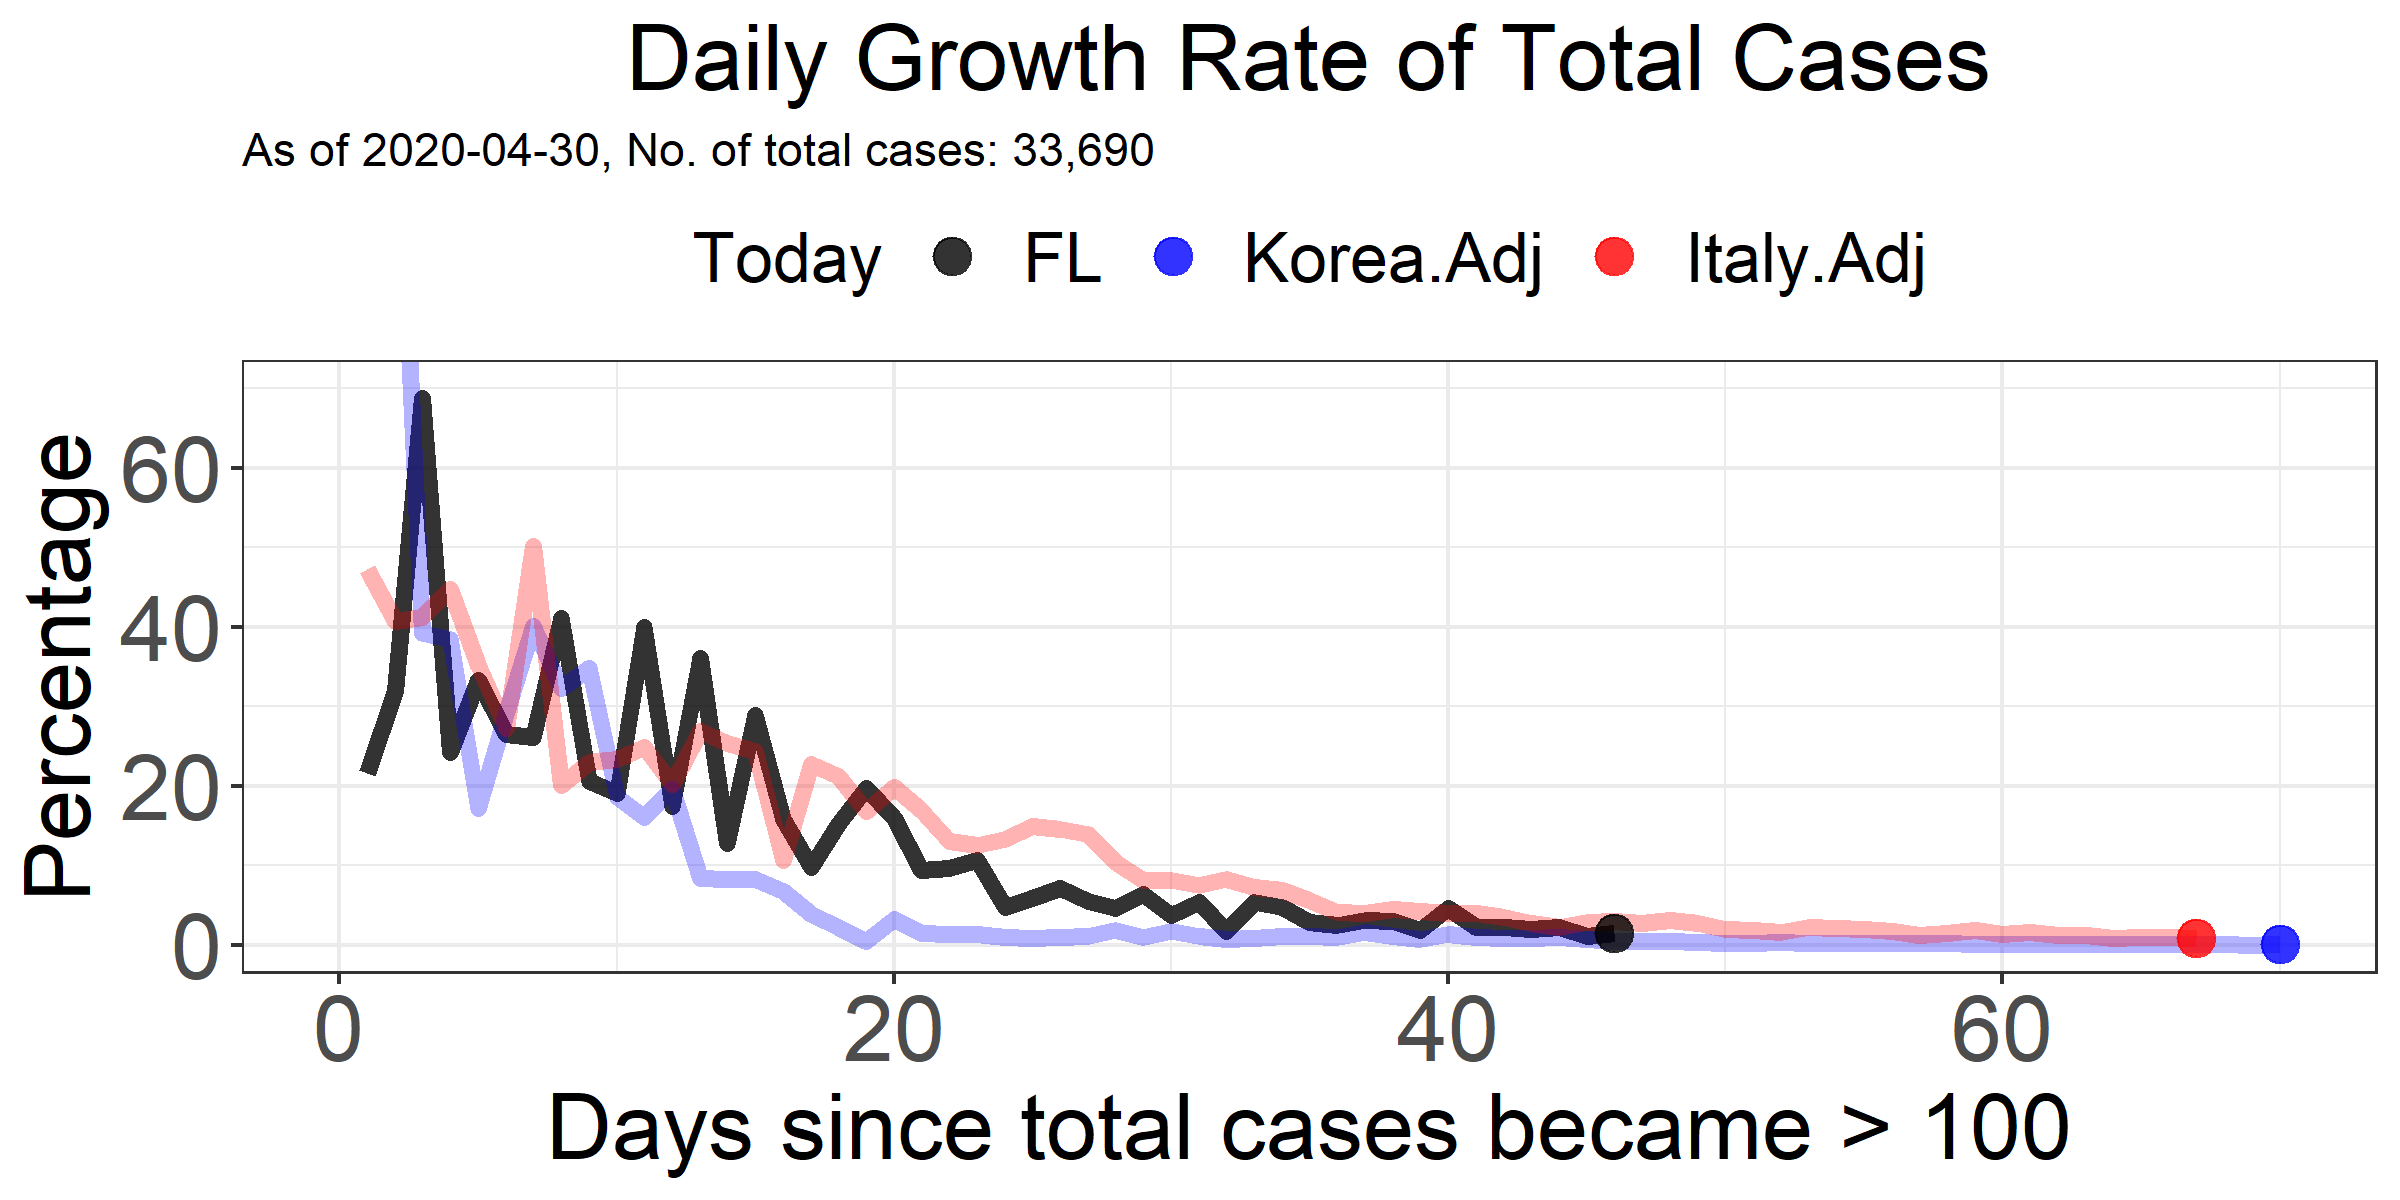 Daily Growth Rate of Total Cases
As of 2020-04-30, No. of total cases: 33,690
Today FL Korea.Adj Italy.Adj
Percentage
60
40
20
0
0 20 40 60
Days since total cases became > 100